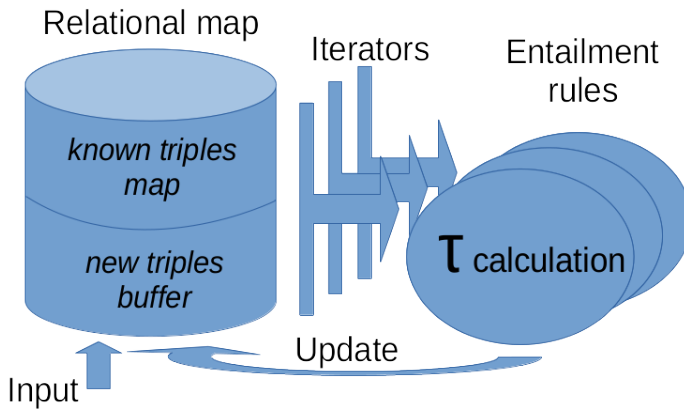 Relational map
Iterators
Entailment
rules
known triples
map
new triples
buffer
τ calculation
Update
Input